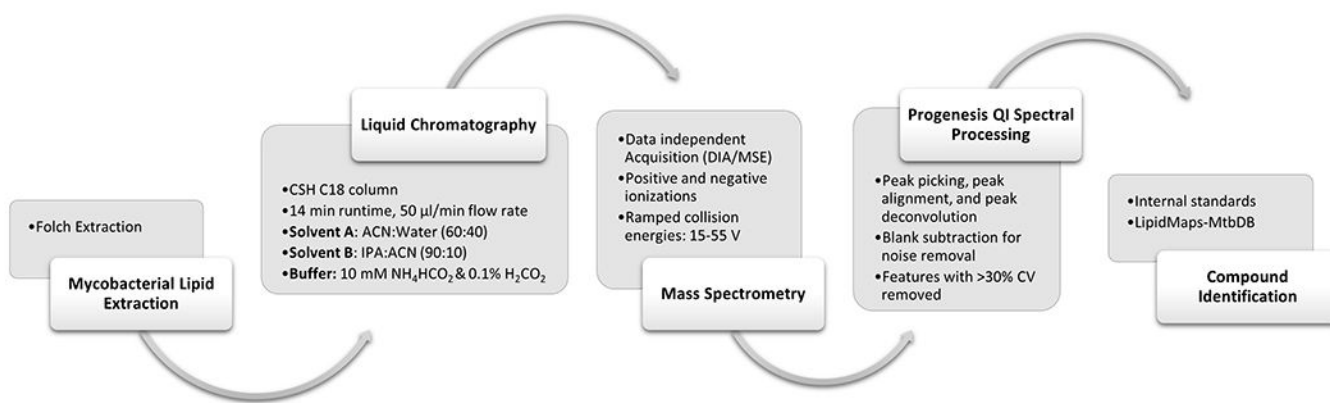 •Folch Extraction
Mycobacterial Lipid
Extraction
Liquid Chromatography
•CSH C18 column
•14 min runtime, 50 µl/min flow rate
•Solvent A: ACN:Water (60:40)
•Solvent B: IPA:ACN (90:10)
•Buffer: 10 mM NH₄HCO₂ & 0.1% H₂CO₂
•Data independent
Acquisition (DIA/MSE)
•Positive and negative
ionizations
•Ramped collision
energies: 15-55 V
Mass Spectrometry
Progenesis QI Spectral
Processing
•Peak picking, peak
alignment, and peak
deconvolution
•Blank subtraction for
noise removal
•Features with >30% CV
removed
•Internal standards
•LipidMaps-MtbDB
Compound
Identification